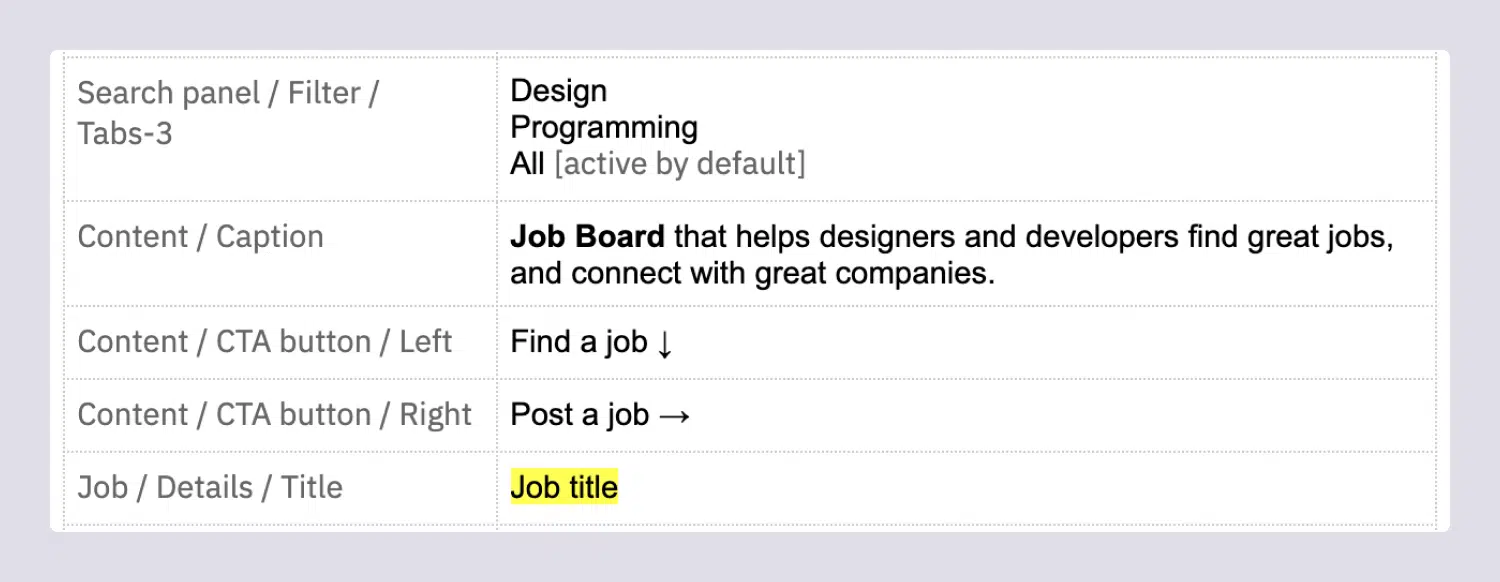 Search panel / Filter /
Tabs-3
Design
Programming
All [active by default]
Content / Caption
Job Board that helps designers and developers find great jobs,
and connect with great companies.
Content / CTA button / Left
Find a job ↓
Content / CTA button / Right
Post a job →
Job / Details / Title
Job title